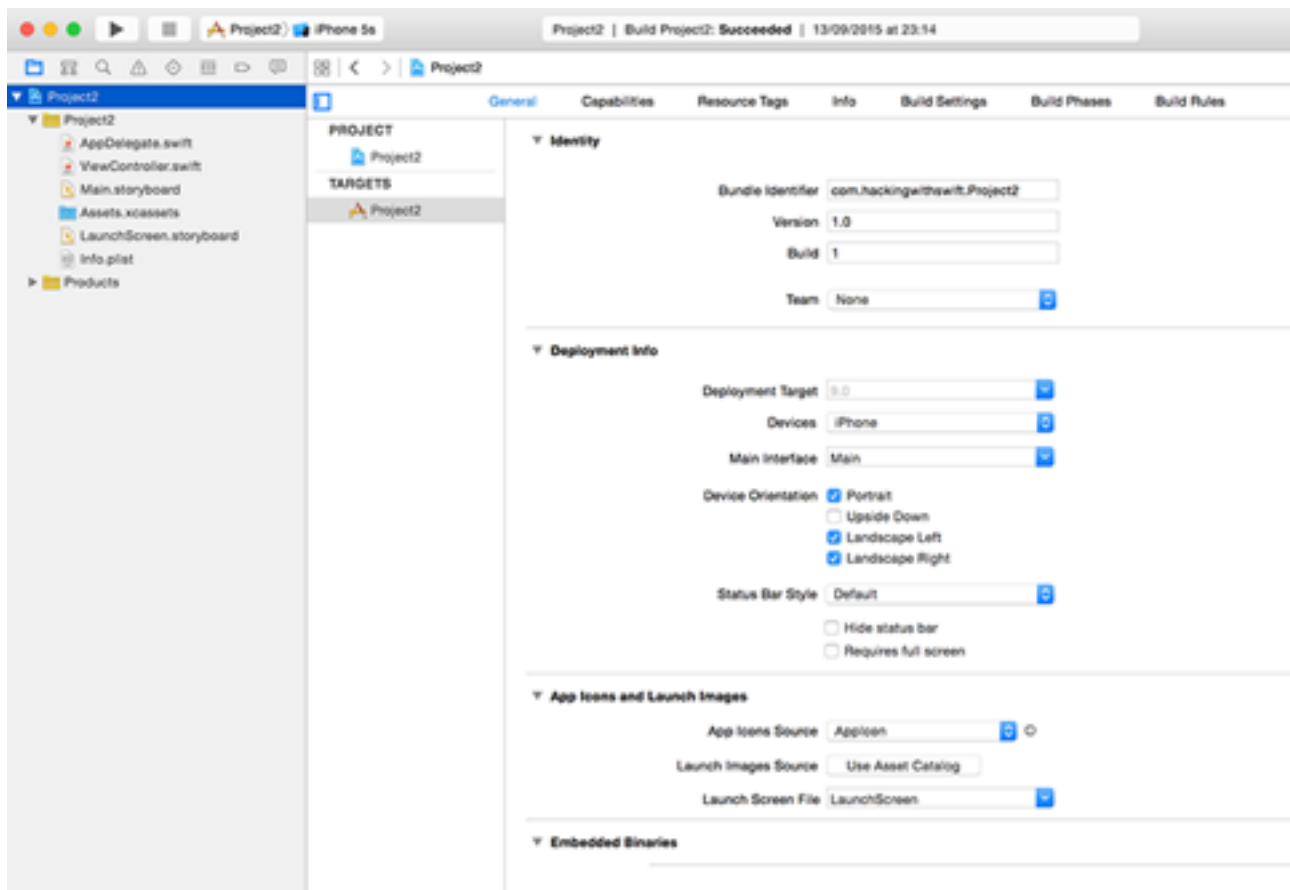 Project2 iPhone 5s Project2 | Build Project2: Succeeded | 13/09/2015 at 23:14
Project2
Project2
Project2
AppDelegate.swift
ViewController.swift
Main.storyboard
Assets.xcassets
LaunchScreen.storyboard
Info.plist
Products
General Capabilities Resource Tags Info Build Settings Build Phases Build Rules
PROJECT
Project2
TARGETS
Project2
Identity
Bundle Identifier com.hackingwithswift.Project2
Version 1.0
Build 1
Team None
Deployment Info
Deployment Target 9.0
Devices iPhone
Main Interface Main
Device Orientation Portrait
Upside Down
Landscape Left
Landscape Right
Status Bar Style Default
Hide status bar
Requires full screen
App Icons and Launch Images
App Icons Source AppIcon
Launch Images Source Use Asset Catalog
Launch Screen File LaunchScreen
Embedded Binaries